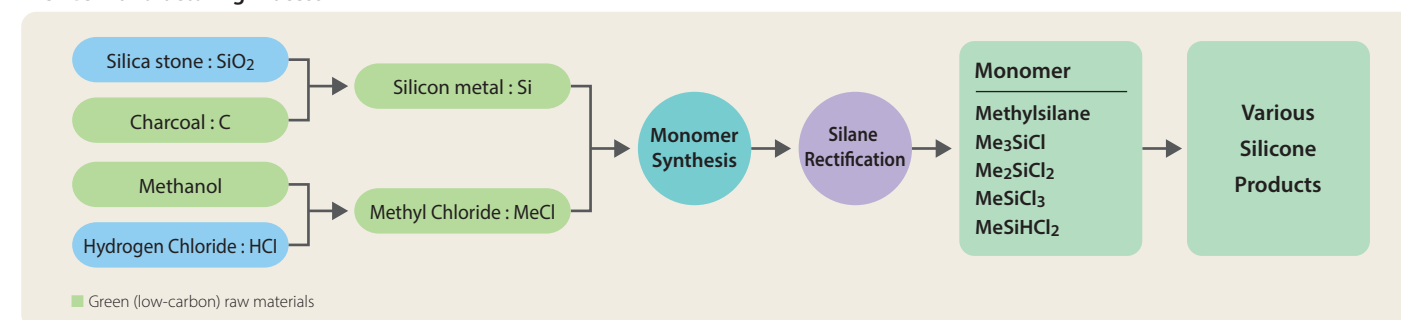 Silica stone : SiO₂
Charcoal : C
Methanol
Hydrogen Chloride : HCl
Silicon metal : Si
Methyl Chloride : MeCl
Monomer
Synthesis
Silane
Rectification
Monomer
Methylsilane
Me₃SiCl
Me₂SiCl₂
MeSiCl₃
MeSiHCl₂
Various
Silicone
Products
Green (low-carbon) raw materials